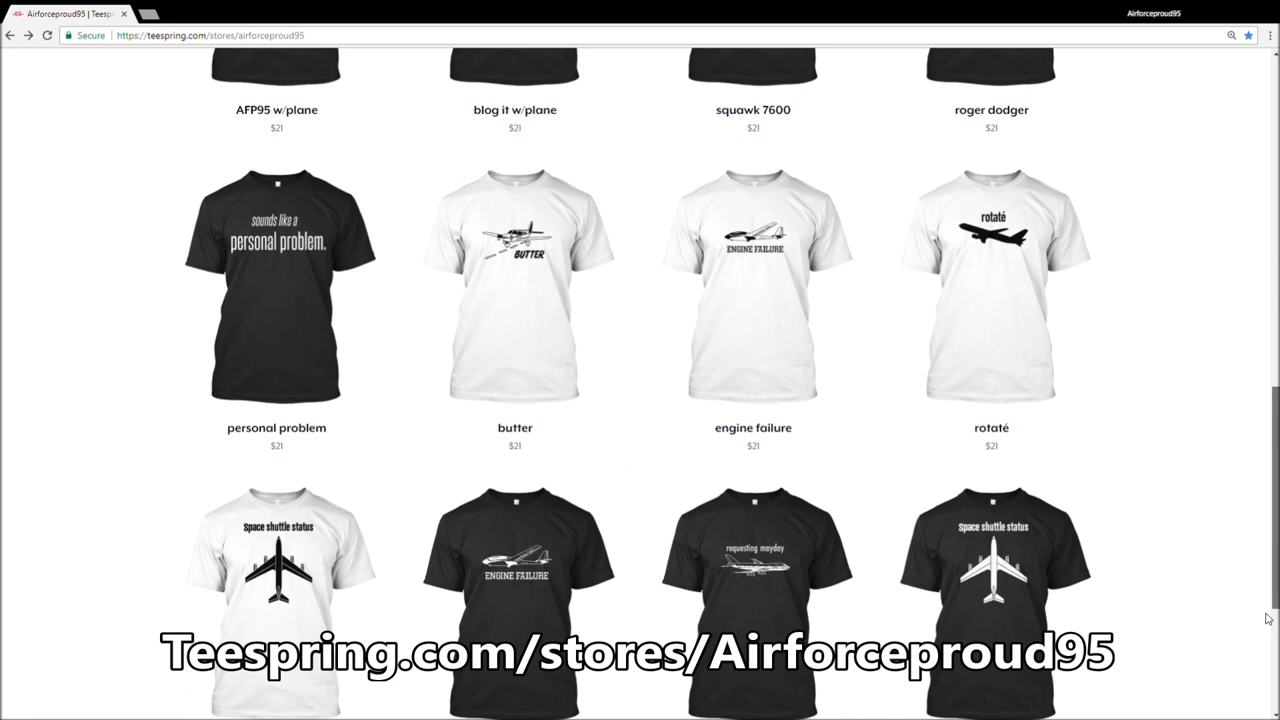 Airforceproud95 | Teespr
Airforceproud95
Secure
https://teespring.com/stores/airforceproud95
AFP95 w/plane
blog it w/plane
squawk 7600
roger dodger
$21
$21
$21
$21
sounds like a
personal problem.
BUTTER
ENGINE FAILURE
rotaté
personal problem
butter
engine failure
rotaté
$21
$21
$21
$21
Space shuttle status
ENGINE FAILURE
requesting mayday
Space shuttle status
Teespring.com/stores/Airforceproud95